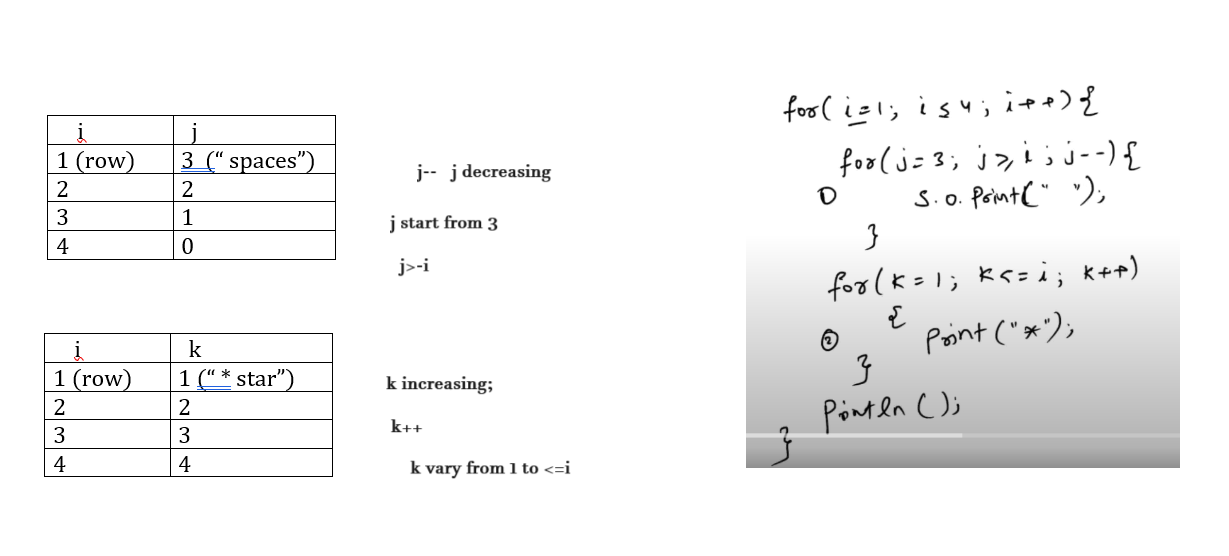 i j
1 (row) 3 (“ spaces”)
2 2
3 1
4 0
j-- j decreasing
j start from 3
j>-i
i k
1 (row) 1 (“ * star”)
2 2
3 3
4 4
k increasing;
k++
k vary from 1 to <=i
for( i=1; i ≤ 4; i++){
for(j=3; j≥i; j--){
① S.o. Print(" ");
}
for(k=1; k<=i; k++)
{
② Print("*");
}
Println();
}